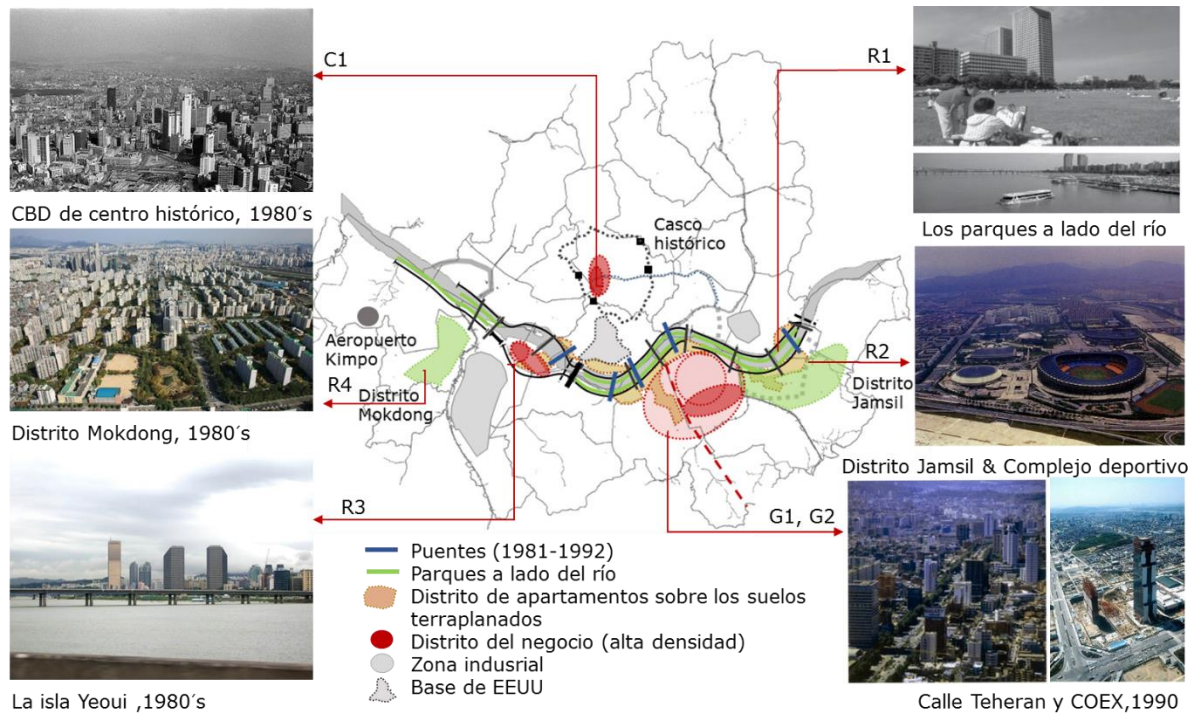 C1
R1
CBD de centro histórico, 1980´s
Los parques a lado del río
Casco
histórico
Aeropuerto
Kimpo
R4
Distrito
Mokdong
R2
Distrito
Jamsil
Distrito Mokdong, 1980´s
Distrito Jamsil & Complejo deportivo
R3
G1, G2
Puentes (1981-1992)
Parques a lado del río
Distrito de apartamentos sobre los suelos
terraplanados
Distrito del negocio (alta densidad)
Zona indusrial
Base de EEUU
La isla Yeoui ,1980´s
Calle Teheran y COEX,1990